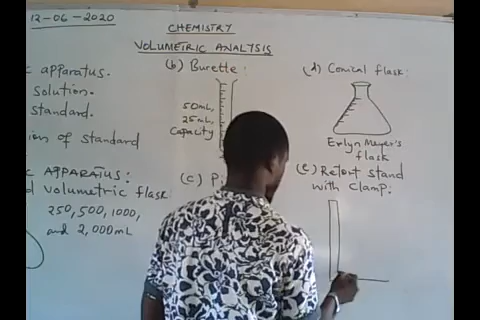 12-06-2020
CHEMISTRY
VOLUMETRIC ANALYSIS
c apparatus.
solution.
standard.
ion of standard
C APPARATUS:
d volumetric flask
250, 500, 1000,
and 2,000mL
(b) Burette:
50mL,
25mL,
Capacity
(c) P
(d) Conical flask:
Erlyn Meyer's
flask
(e) Retort stand
with Clamp: